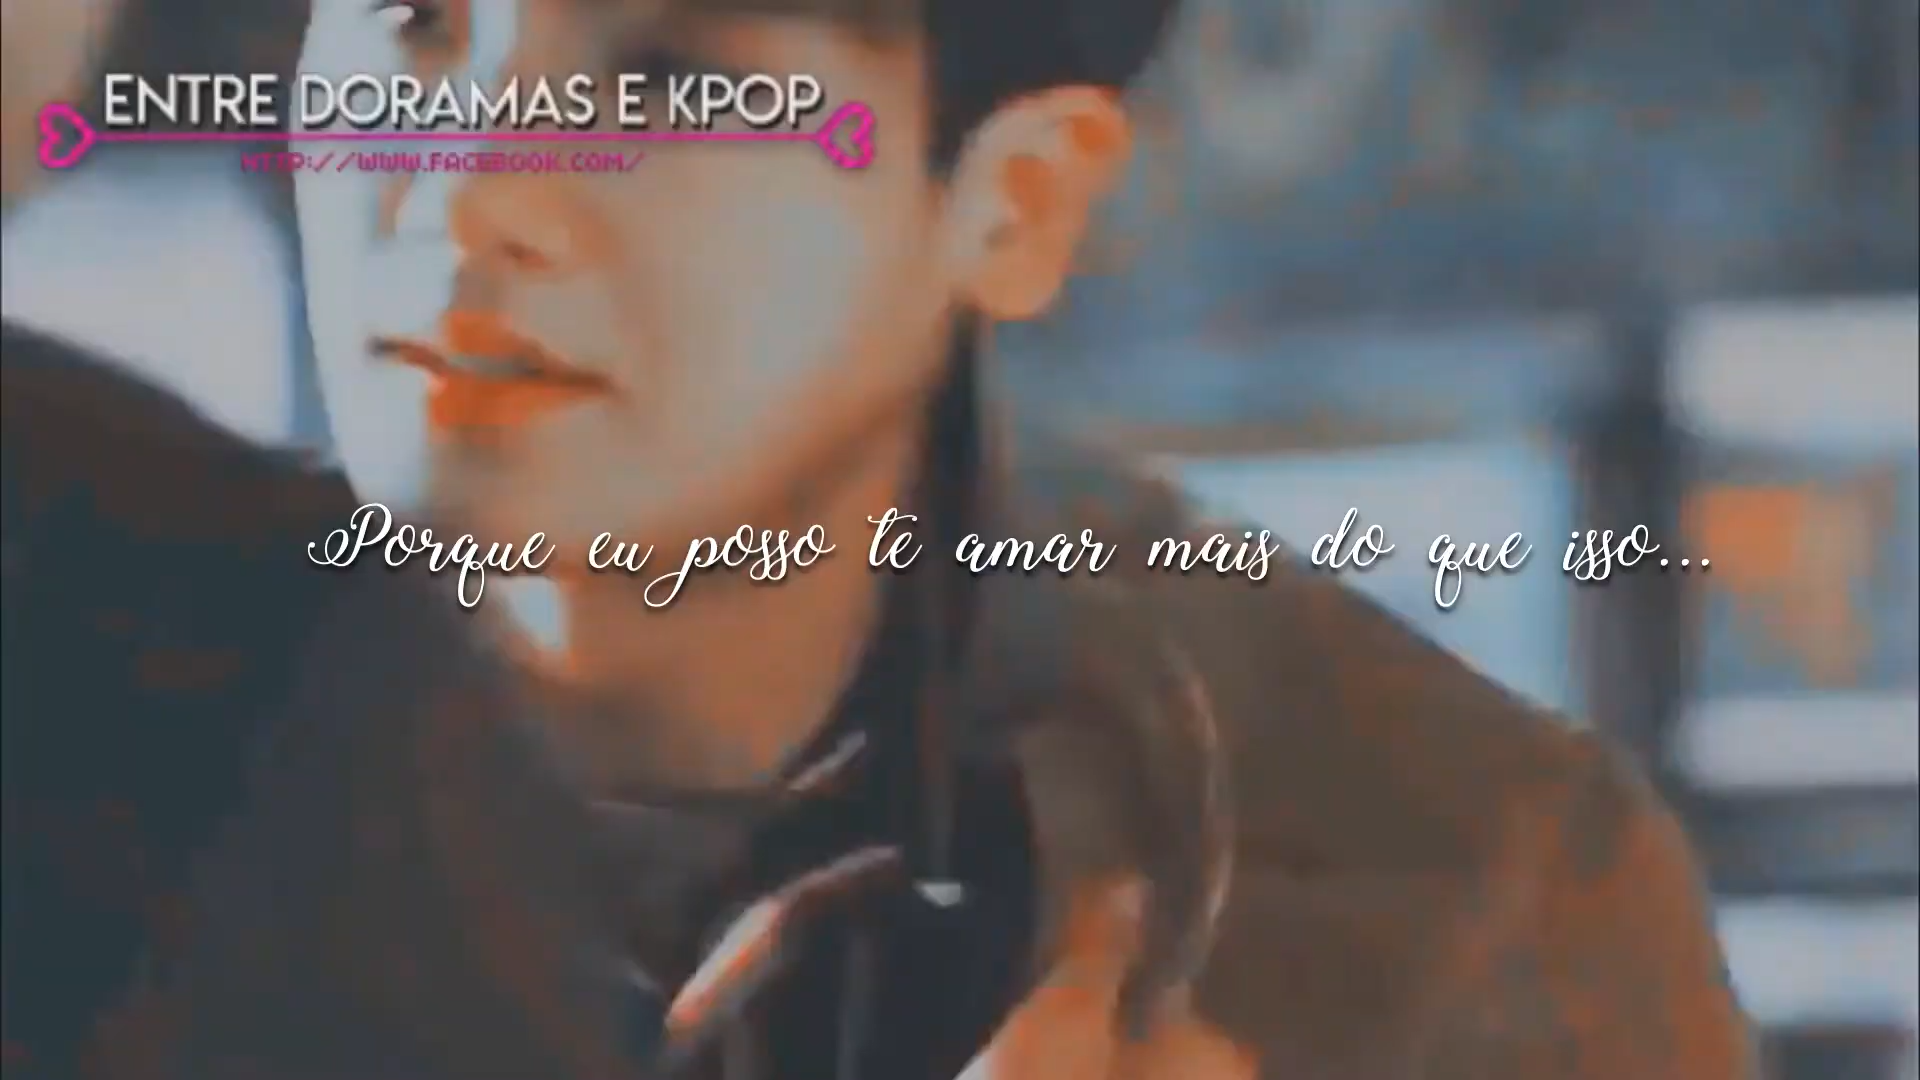 ENTRE DORAMAS E KPOP
HTTP://WWW.FACEBOOK.COM/
Porque eu posso te amar mais do que isso...